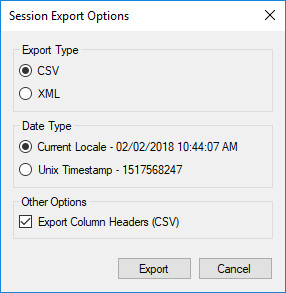 Session Export Options
Export Type
CSV
XML
Date Type
Current Locale - 02/02/2018 10:44:07 AM
Unix Timestamp - 1517568247
Other Options
Export Column Headers (CSV)
Export
Cancel